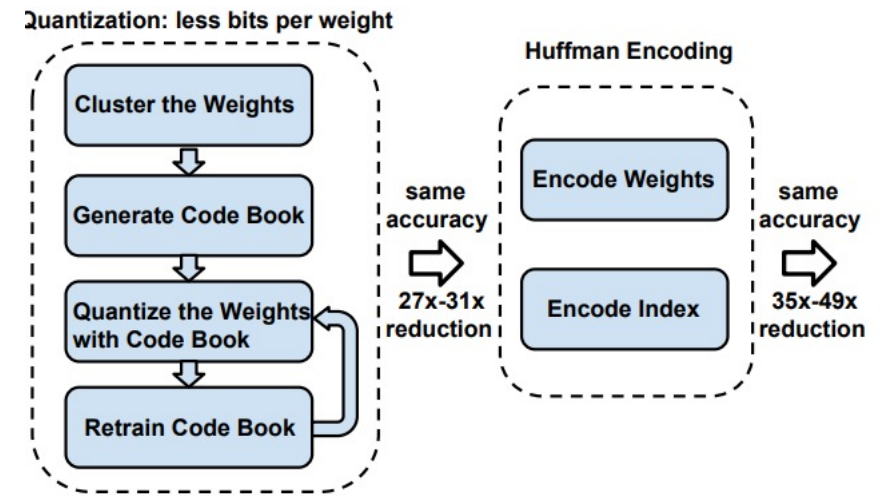 Quantization: less bits per weight
Cluster the Weights
Generate Code Book
Quantize the Weights
with Code Book
Retrain Code Book
same
accuracy
27x-31x
reduction
Huffman Encoding
Encode Weights
Encode Index
same
accuracy
35x-49x
reduction